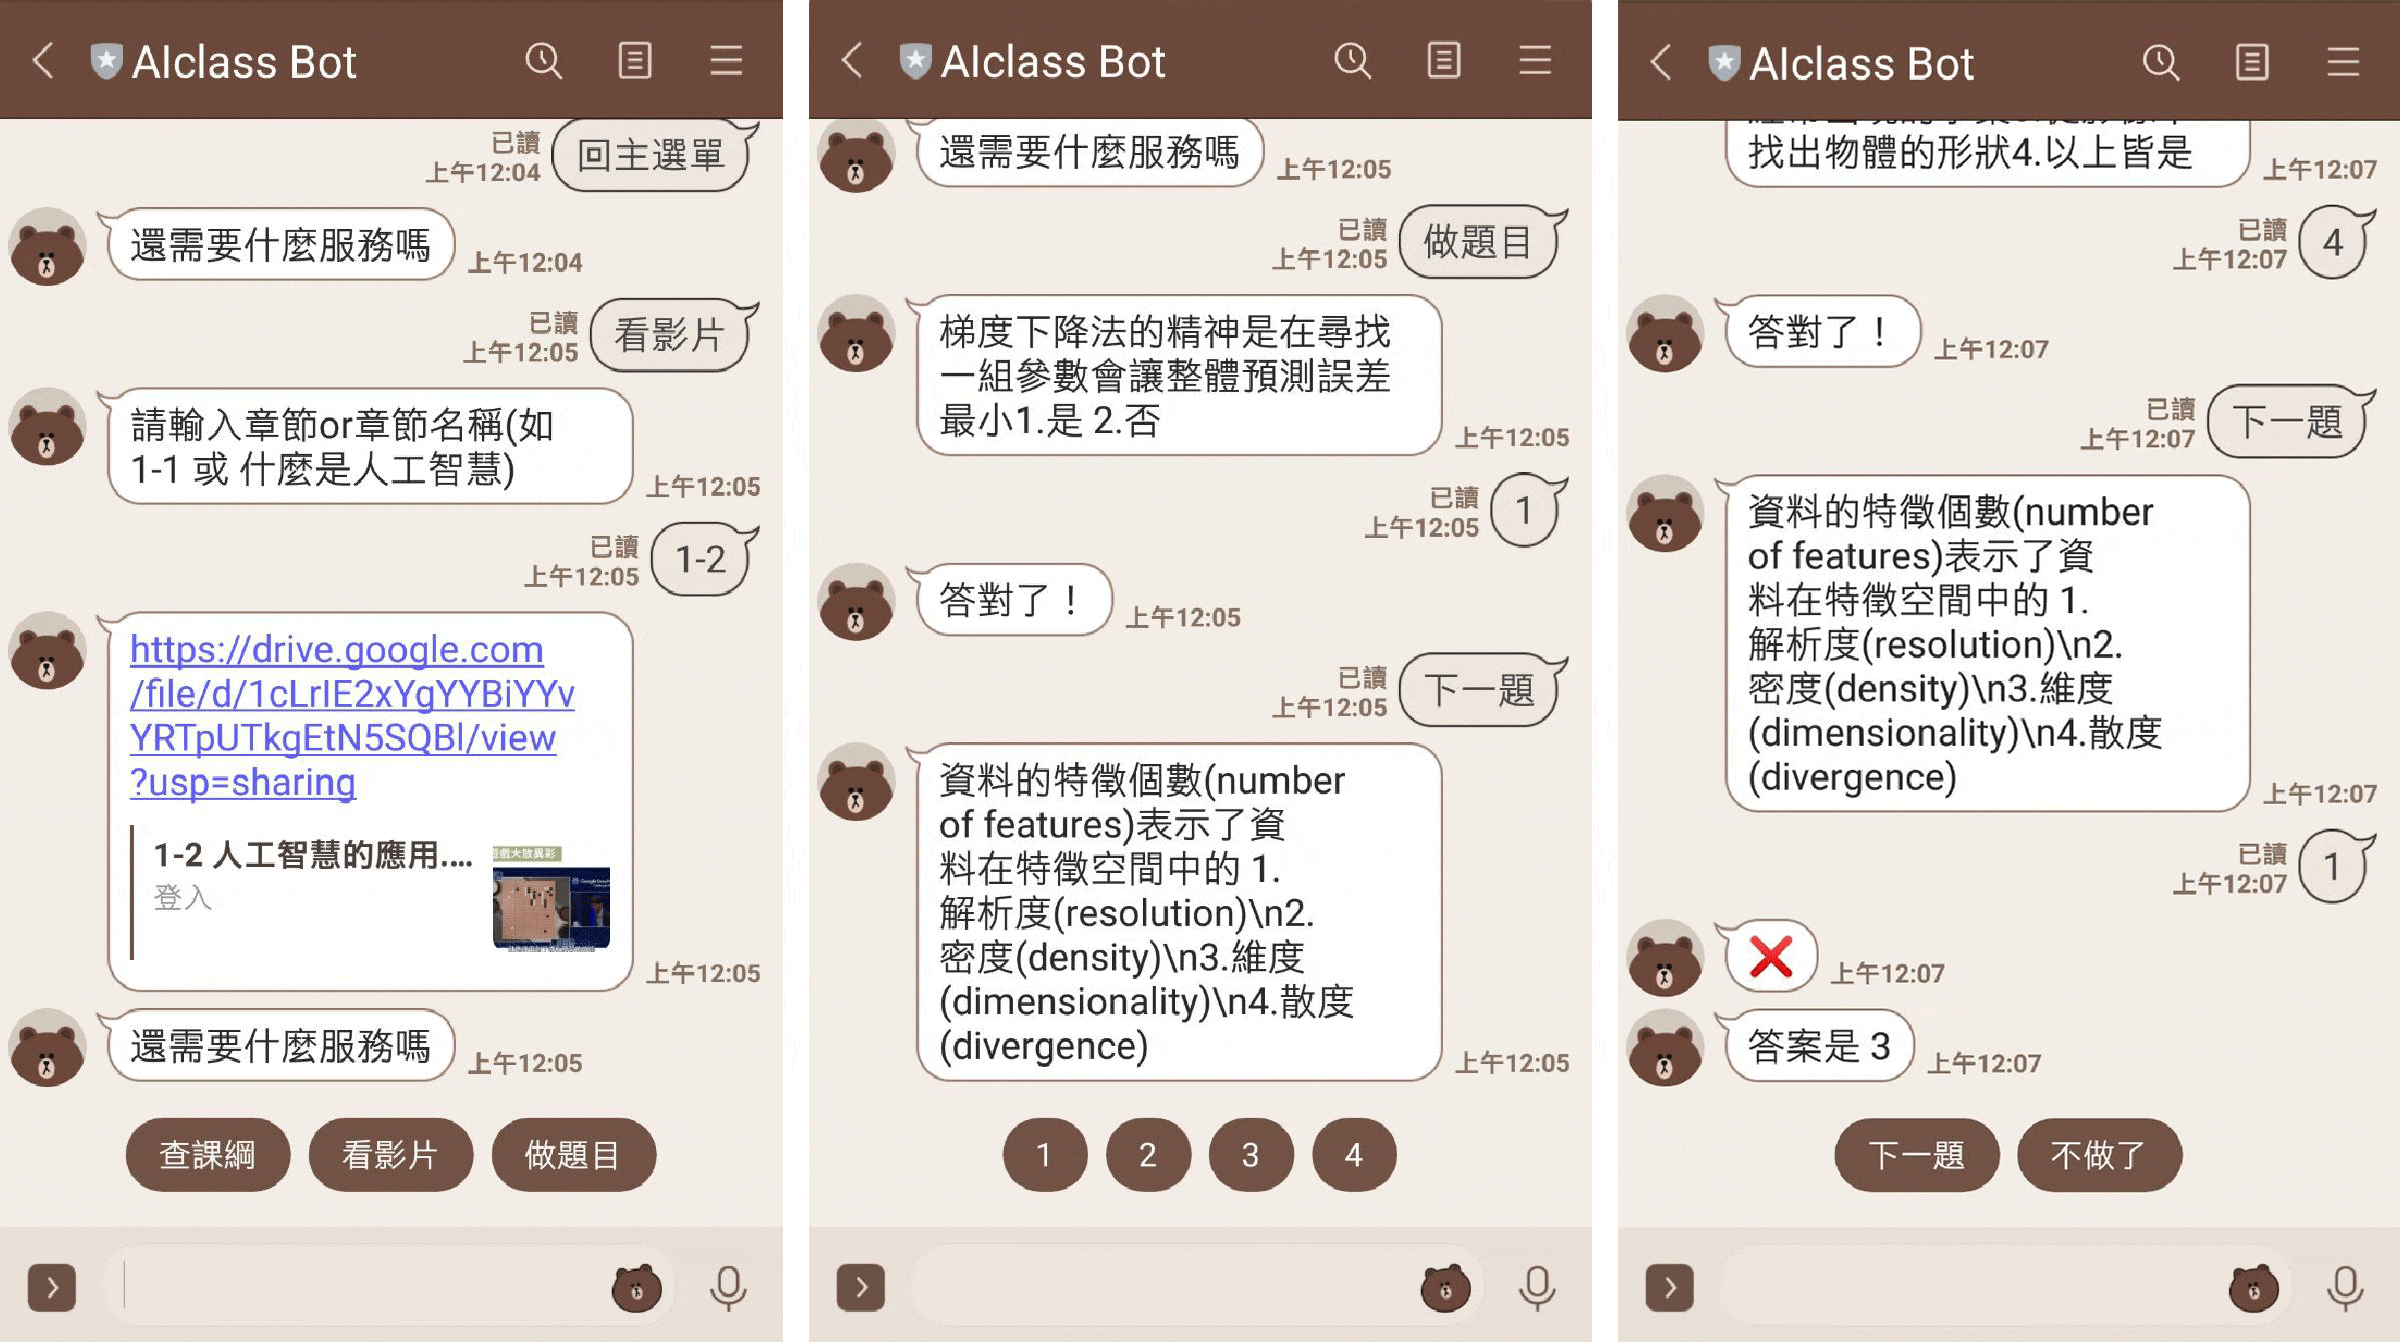 AIclass Bot
已讀
上午12:04
回主選單
還需要什麼服務嗎
上午12:04
已讀
上午12:05
看影片
請輸入章節or章節名稱(如
1-1 或 什麼是人工智慧)
上午12:05
已讀
上午12:05
1-2
https://drive.google.com
/file/d/1cLrIE2xYgYYBiYYv
YRTpUTkgEtN5SQBl/view
?usp=sharing
1-2 人工智慧的應用....
登入
上午12:05
還需要什麼服務嗎
上午12:05
查課綱
看影片
做題目
AIclass Bot
還需要什麼服務嗎
上午12:05
已讀
上午12:05
做題目
梯度下降法的精神是在尋找
一組參數會讓整體預測誤差
最小1.是 2.否
上午12:05
已讀
上午12:05
1
答對了！
上午12:05
已讀
上午12:05
下一題
資料的特徵個數(number
of features)表示了資
料在特徵空間中的 1.
解析度(resolution)\n2.
密度(density)\n3.維度
(dimensionality)\n4.散度
(divergence)
上午12:05
1
2
3
4
AIclass Bot
找出物體的形狀4.以上皆是
上午12:07
已讀
上午12:07
4
答對了！
上午12:07
已讀
上午12:07
下一題
資料的特徵個數(number
of features)表示了資
料在特徵空間中的 1.
解析度(resolution)\n2.
密度(density)\n3.維度
(dimensionality)\n4.散度
(divergence)
上午12:07
已讀
上午12:07
1
上午12:07
答案是 3
上午12:07
下一題
不做了